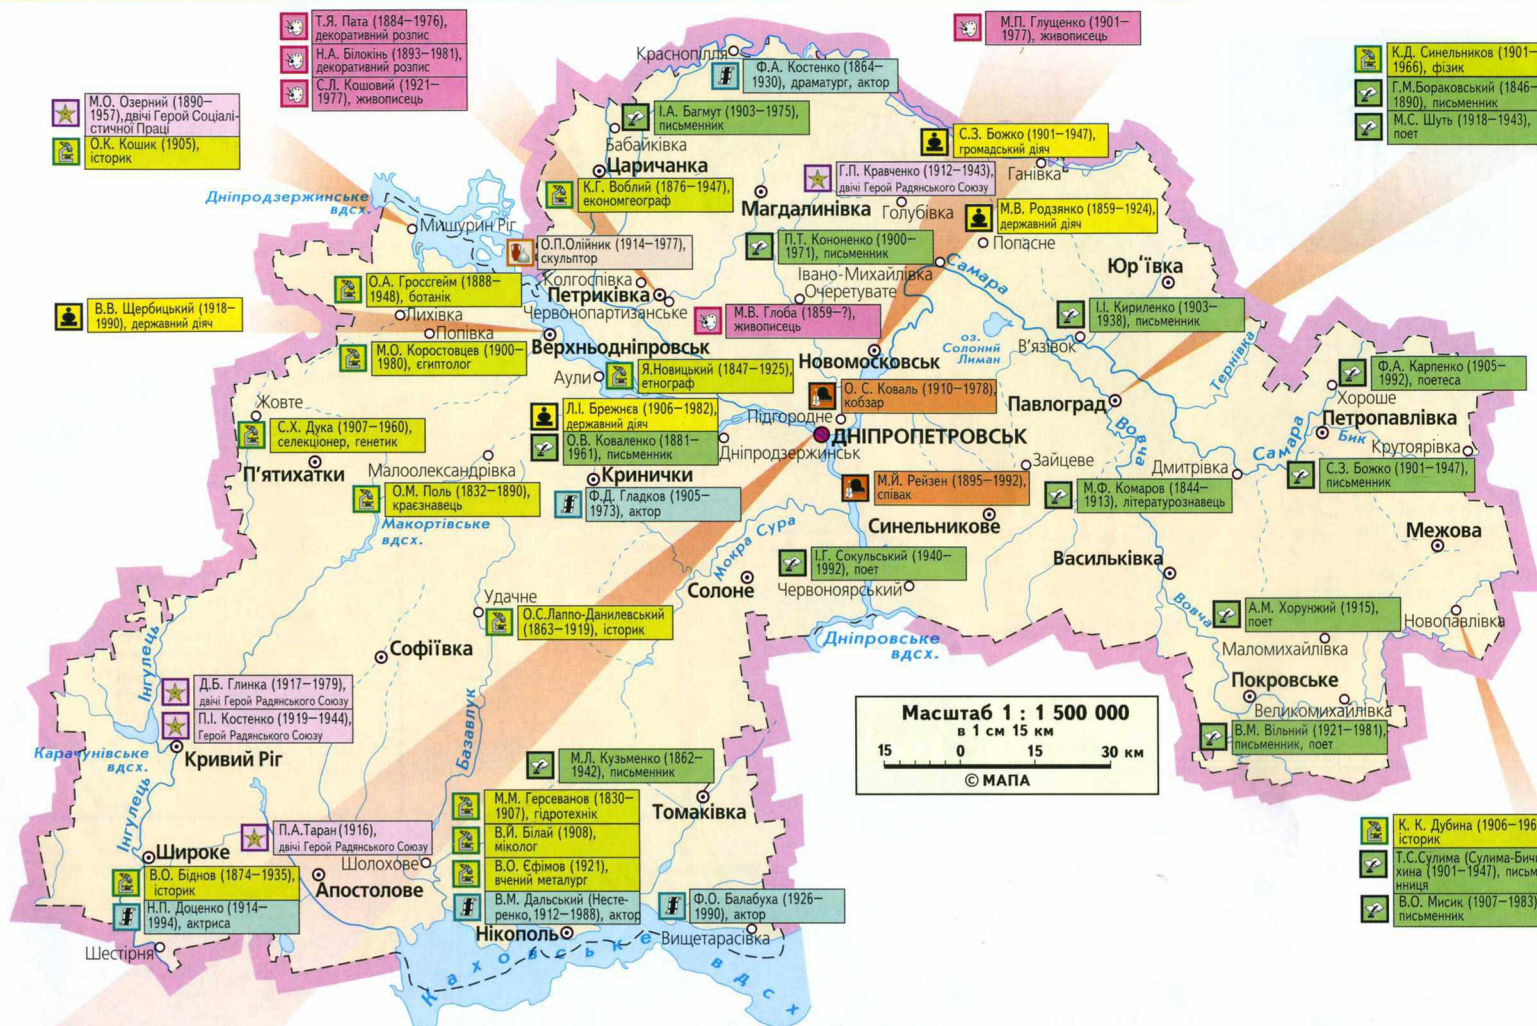 Т.Я. Пата (1884–1976),
декоративний розпис
Н.А. Білокінь (1893–1981),
декоративний розпис
С.Л. Кошовий (1921–
1977), живописець
М.П. Глущенко (1901–
1977), живописець
К.Д. Синельников (1901–
1966), фізик
Г.М.Бораковський (1846–
1890), письменник
М.С. Шуть (1918–1943),
поет
М.О. Озерний (1890–
1957),двічі Герой Соціалі-
стичної Праці
О.К. Кошик (1905),
історик
Краснопілля
Ф.А. Костенко (1864–
1930), драматург, актор
І.А. Багмут (1903–1975),
письменник
Бабайківка
Царичанка
К.Г. Воблий (1876–1947),
економгеограф
С.З. Божко (1901–1947),
громадський діяч
Ганівка
Г.П. Кравченко (1912–1943),
двічі Герой Радянського Союзу
Магдалинівка
Голубівка
М.В. Родзянко (1859–1924),
державний діяч
Попасне
Дніпродзержинське
вдсх.
Мишурин Ріг
О.П.Олійник (1914–1977),
скульптор
П.Т. Кононенко (1900–
1971), письменник
Івано-Михайлівка
Очеретувате
Самара
Юр'ївка
О.А. Гроссгейм (1888–
1948), ботанік
Колгоспівка
Петриківка
Червонопартизанське
В.В. Щербицький (1918–
1990), державний діяч
Лихівка
Попівка
М.В. Глоба (1859–?),
живописець
І.І. Кириленко (1903–
1938), письменник
оз.
Солоний
Лиман
В'язівок
Тернівка
Верхньодніпровськ
М.О. Коростовцев (1900–
1980), єгиптолог
Новомосковськ
Аули
Я.Новицький (1847–1925),
етнограф
Ф.А. Карпенко (1905–
1992), поетеса
Хороше
О. С. Коваль (1910–1978),
кобзар
Павлоград
Петропавлівка
Жовте
С.Х. Дука (1907–1960),
селекціонер, генетик
Л.І. Брежнєв (1906–1982),
державний діяч
О.В. Коваленко (1881–
1961), письменник
Підгородне
ДНІПРОПЕТРОВСЬК
Дніпродзержинськ
Вовча
Самара
Бик
Крутоярівка
П'ятихатки
Малоолександрівка
Кринички
Зайцеве
Дмитрівка
С.З. Божко (1901–1947),
письменник
О.М. Поль (1832–1890),
краєзнавець
Ф.Д. Гладков (1905–
1973), актор
М.Й. Рейзен (1895–1992),
співак
М.Ф. Комаров (1844–
1913), літературознавець
Макортівське
вдсх.
Мокра Сура
Синельникове
Межова
Солоне
І.Г. Сокульський (1940–
1992), поет
Червоноярський
Васильківка
Удачне
О.С.Лаппо-Данилевський
(1863–1919), історик
Вовча
А.М. Хорунжий (1915),
поет
Новопавлівка
Дніпровське
вдсх.
Маломихайлівка
Софіївка
Інгулець
Д.Б. Глинка (1917–1979),
двічі Герой Радянського Союзу
П.І. Костенко (1919–1944),
Герой Радянського Союзу
Базавлук
Покровське
Великомихайлівка
В.М. Вільний (1921–1981),
письменник, поет
Масштаб 1 : 1 500 000
в 1 см 15 км
15 0 15 30 км
© МАПА
Карачунівське
вдсх.
Кривий Ріг
М.Л. Кузьменко (1862–
1942), письменник
Інгулець
Томаківка
М.М. Герсеванов (1830–
1907), гідротехнік
В.Й. Білай (1908),
міколог
В.О. Єфімов (1921),
вчений металург
В.М. Дальський (Несте-
ренко,1912–1988), актор
П.А.Таран (1916),
двічі Герой Радянського Союзу
Широке
Шолохове
Апостолове
В.О. Біднов (1874–1935),
історик
Н.П. Доценко (1914–
1994), актриса
Шестірня
Ф.О. Балабуха (1926–
1990), актор
Нікополь
Вищетарасівка
Каховське вдсх
К. К. Дубина (1906–196
історик
Т.С.Сулима (Сулима-Бич
хина (1901–1947), письм
нниця
В.О. Мисик (1907–1983)
письменник